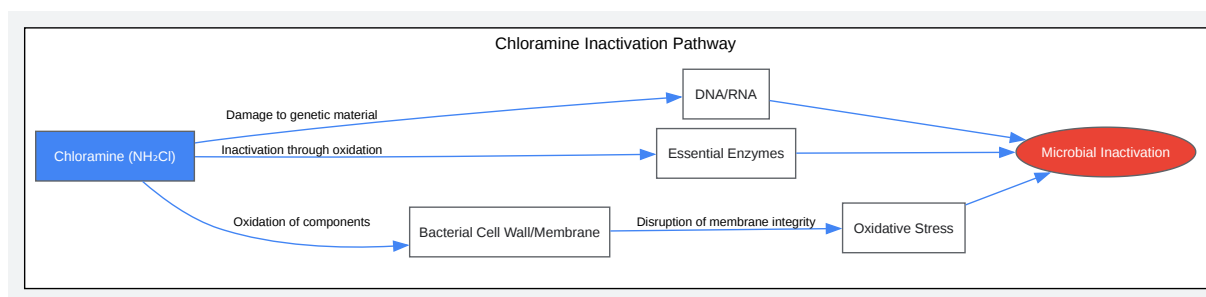 Chloramine Inactivation Pathway
DNA/RNA
Damage to genetic material
Chloramine (NH₂Cl)
Inactivation through oxidation
Essential Enzymes
Microbial Inactivation
Oxidation of components
Bacterial Cell Wall/Membrane
Disruption of membrane integrity
Oxidative Stress